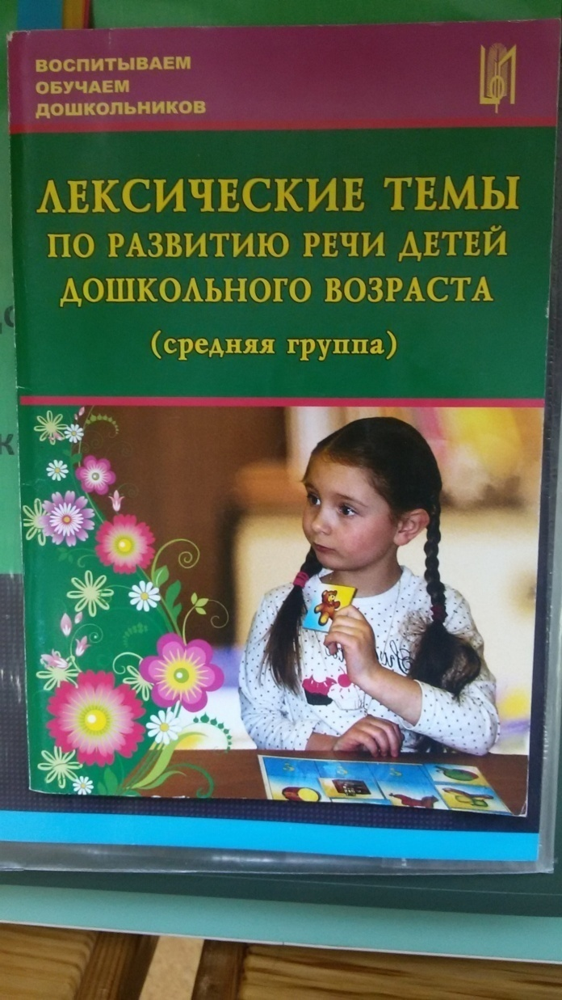 ВОСПИТЫВАЕМ
ОБУЧАЕМ
ДОШКОЛЬНИКОВ
ЛЕКСИЧЕСКИЕ ТЕМЫ
ПО РАЗВИТИЮ РЕЧИ ДЕТЕЙ
ДОШКОЛЬНОГО ВОЗРАСТА
(средняя группа)